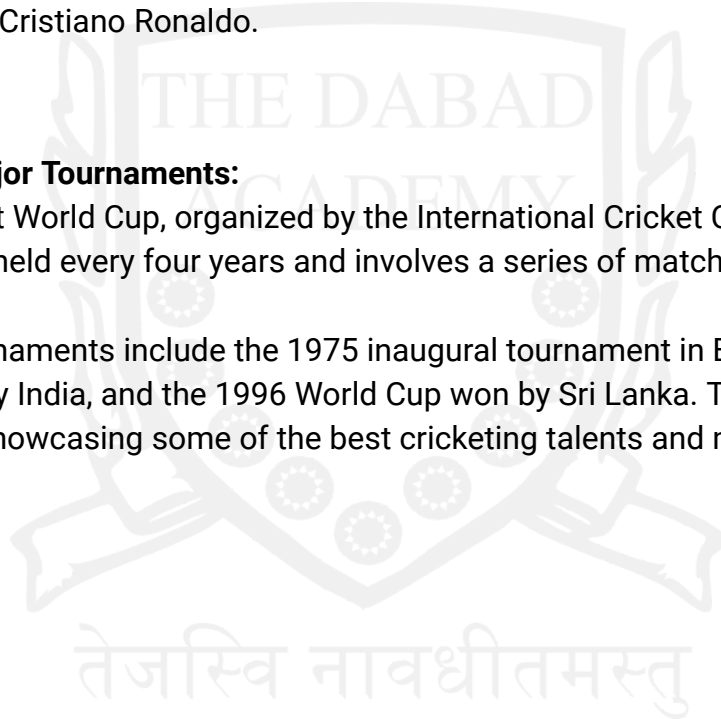 Cristiano Ronaldo.
THE DABAD
ACADEMY
jor Tournaments:
t World Cup, organized by the International Cricket C
held every four years and involves a series of match
naments include the 1975 inaugural tournament in E
y India, and the 1996 World Cup won by Sri Lanka. T
howcasing some of the best cricketing talents and r
तेजस्वि नावधीतमस्तु